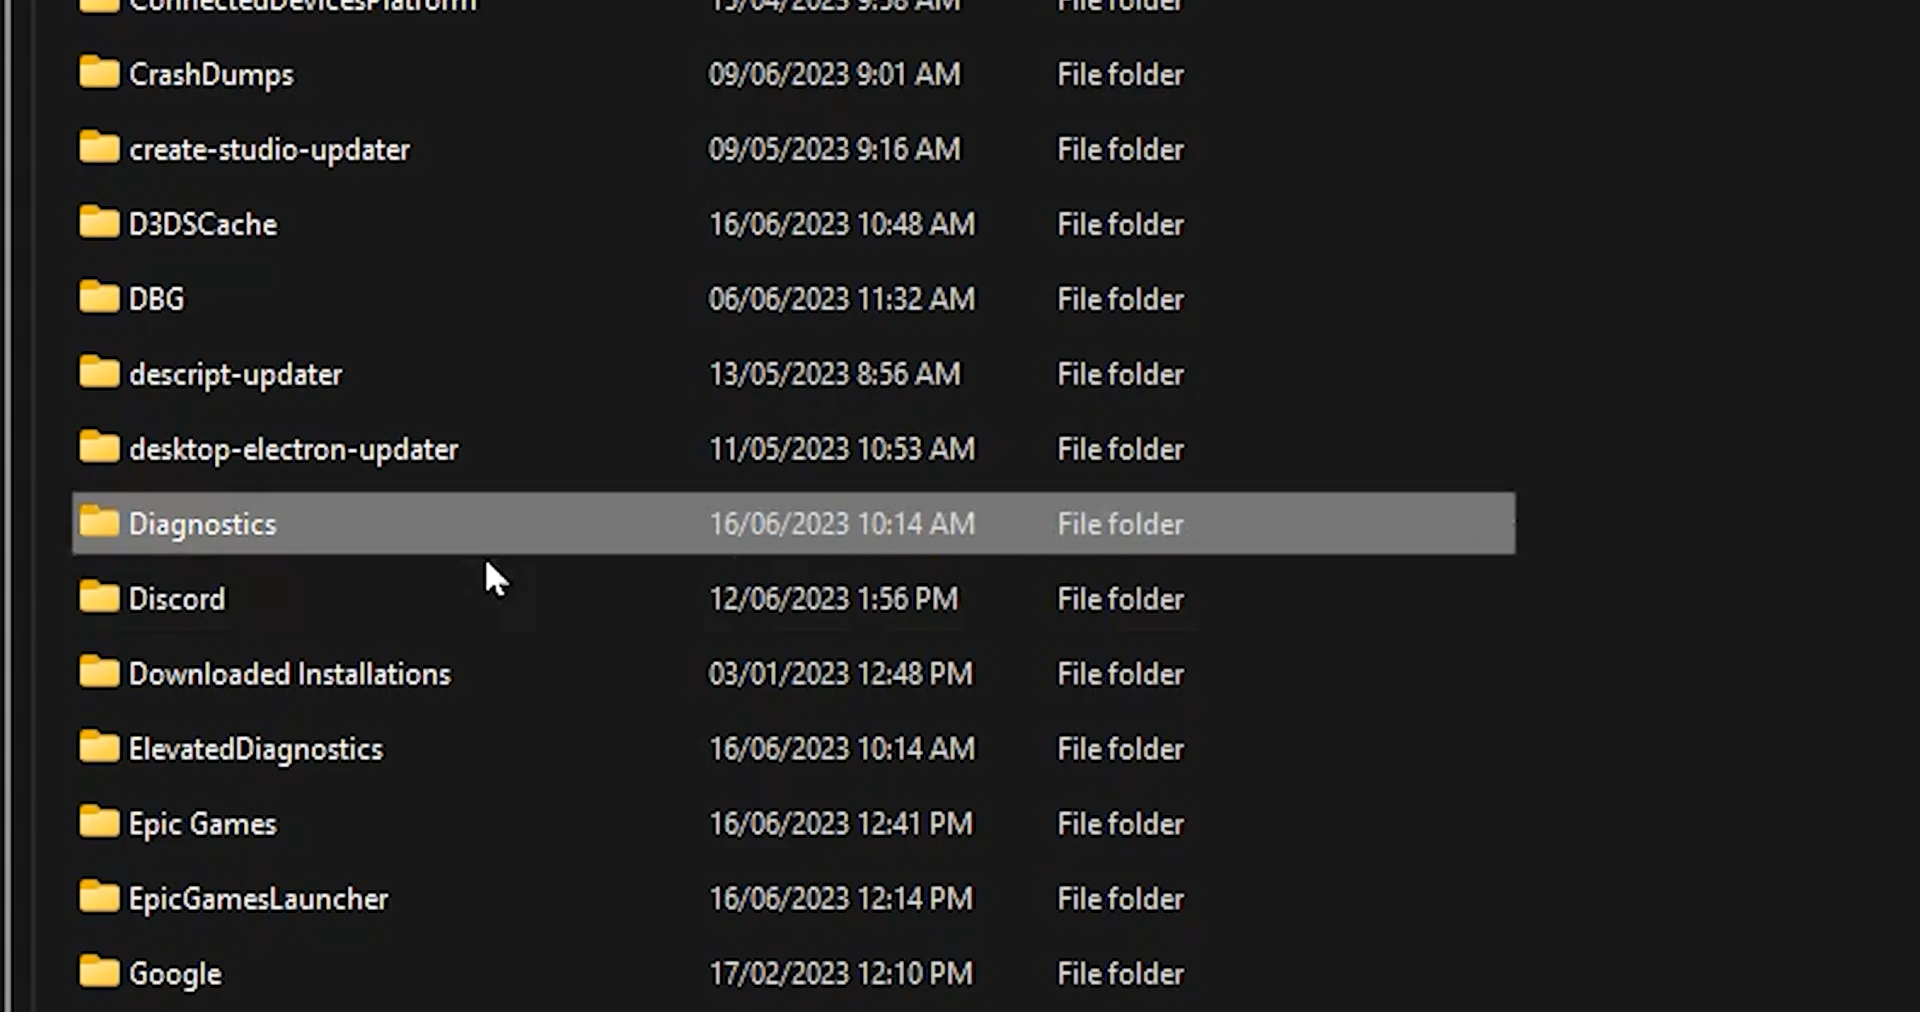 ConnectedDevicesPlatform 15/04/2023 9:58 AM File folder
CrashDumps 09/06/2023 9:01 AM File folder
create-studio-updater 09/05/2023 9:16 AM File folder
D3DSCache 16/06/2023 10:48 AM File folder
DBG 06/06/2023 11:32 AM File folder
descript-updater 13/05/2023 8:56 AM File folder
desktop-electron-updater 11/05/2023 10:53 AM File folder
Diagnostics 16/06/2023 10:14 AM File folder
Discord 12/06/2023 1:56 PM File folder
Downloaded Installations 03/01/2023 12:48 PM File folder
ElevatedDiagnostics 16/06/2023 10:14 AM File folder
Epic Games 16/06/2023 12:41 PM File folder
EpicGamesLauncher 16/06/2023 12:14 PM File folder
Google 17/02/2023 12:10 PM File folder